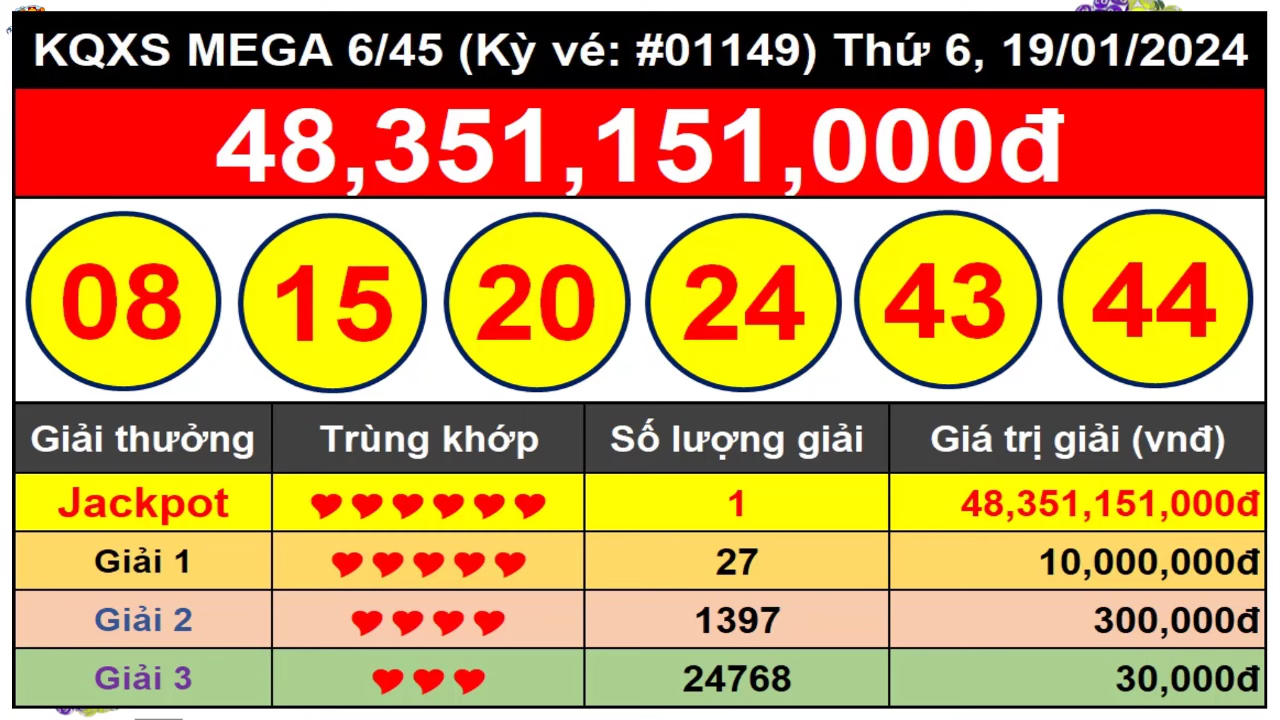 KQXS MEGA 6/45 (Kỳ vé: #01149) Thứ 6, 19/01/2024
48,351,151,000đ
08 15 20 24 43 44
Giải thưởng Trùng khớp Số lượng giải Giá trị giải (vnđ)
Jackpot 1 48,351,151,000đ
Giải 1 27 10,000,000đ
Giải 2 1397 300,000đ
Giải 3 24768 30,000đ